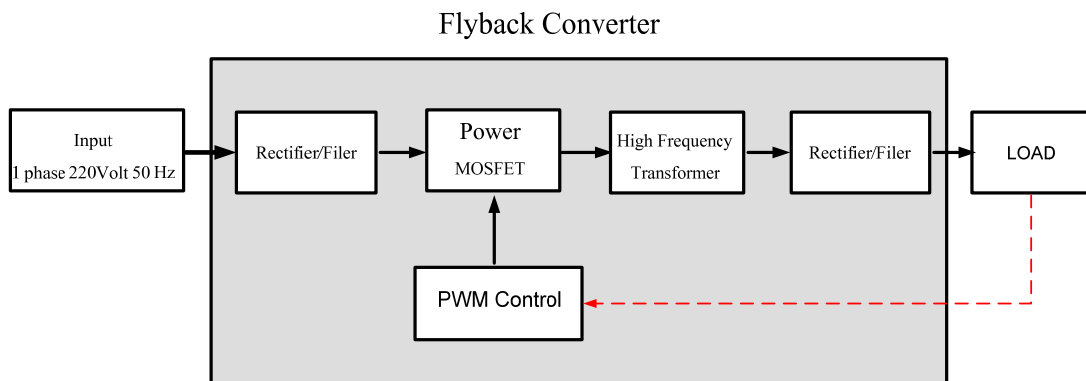 Flyback Converter
Input
1 phase 220Volt 50 Hz
Rectifier/Filer
Power
MOSFET
High Frequency
Transformer
Rectifier/Filer
LOAD
PWM Control